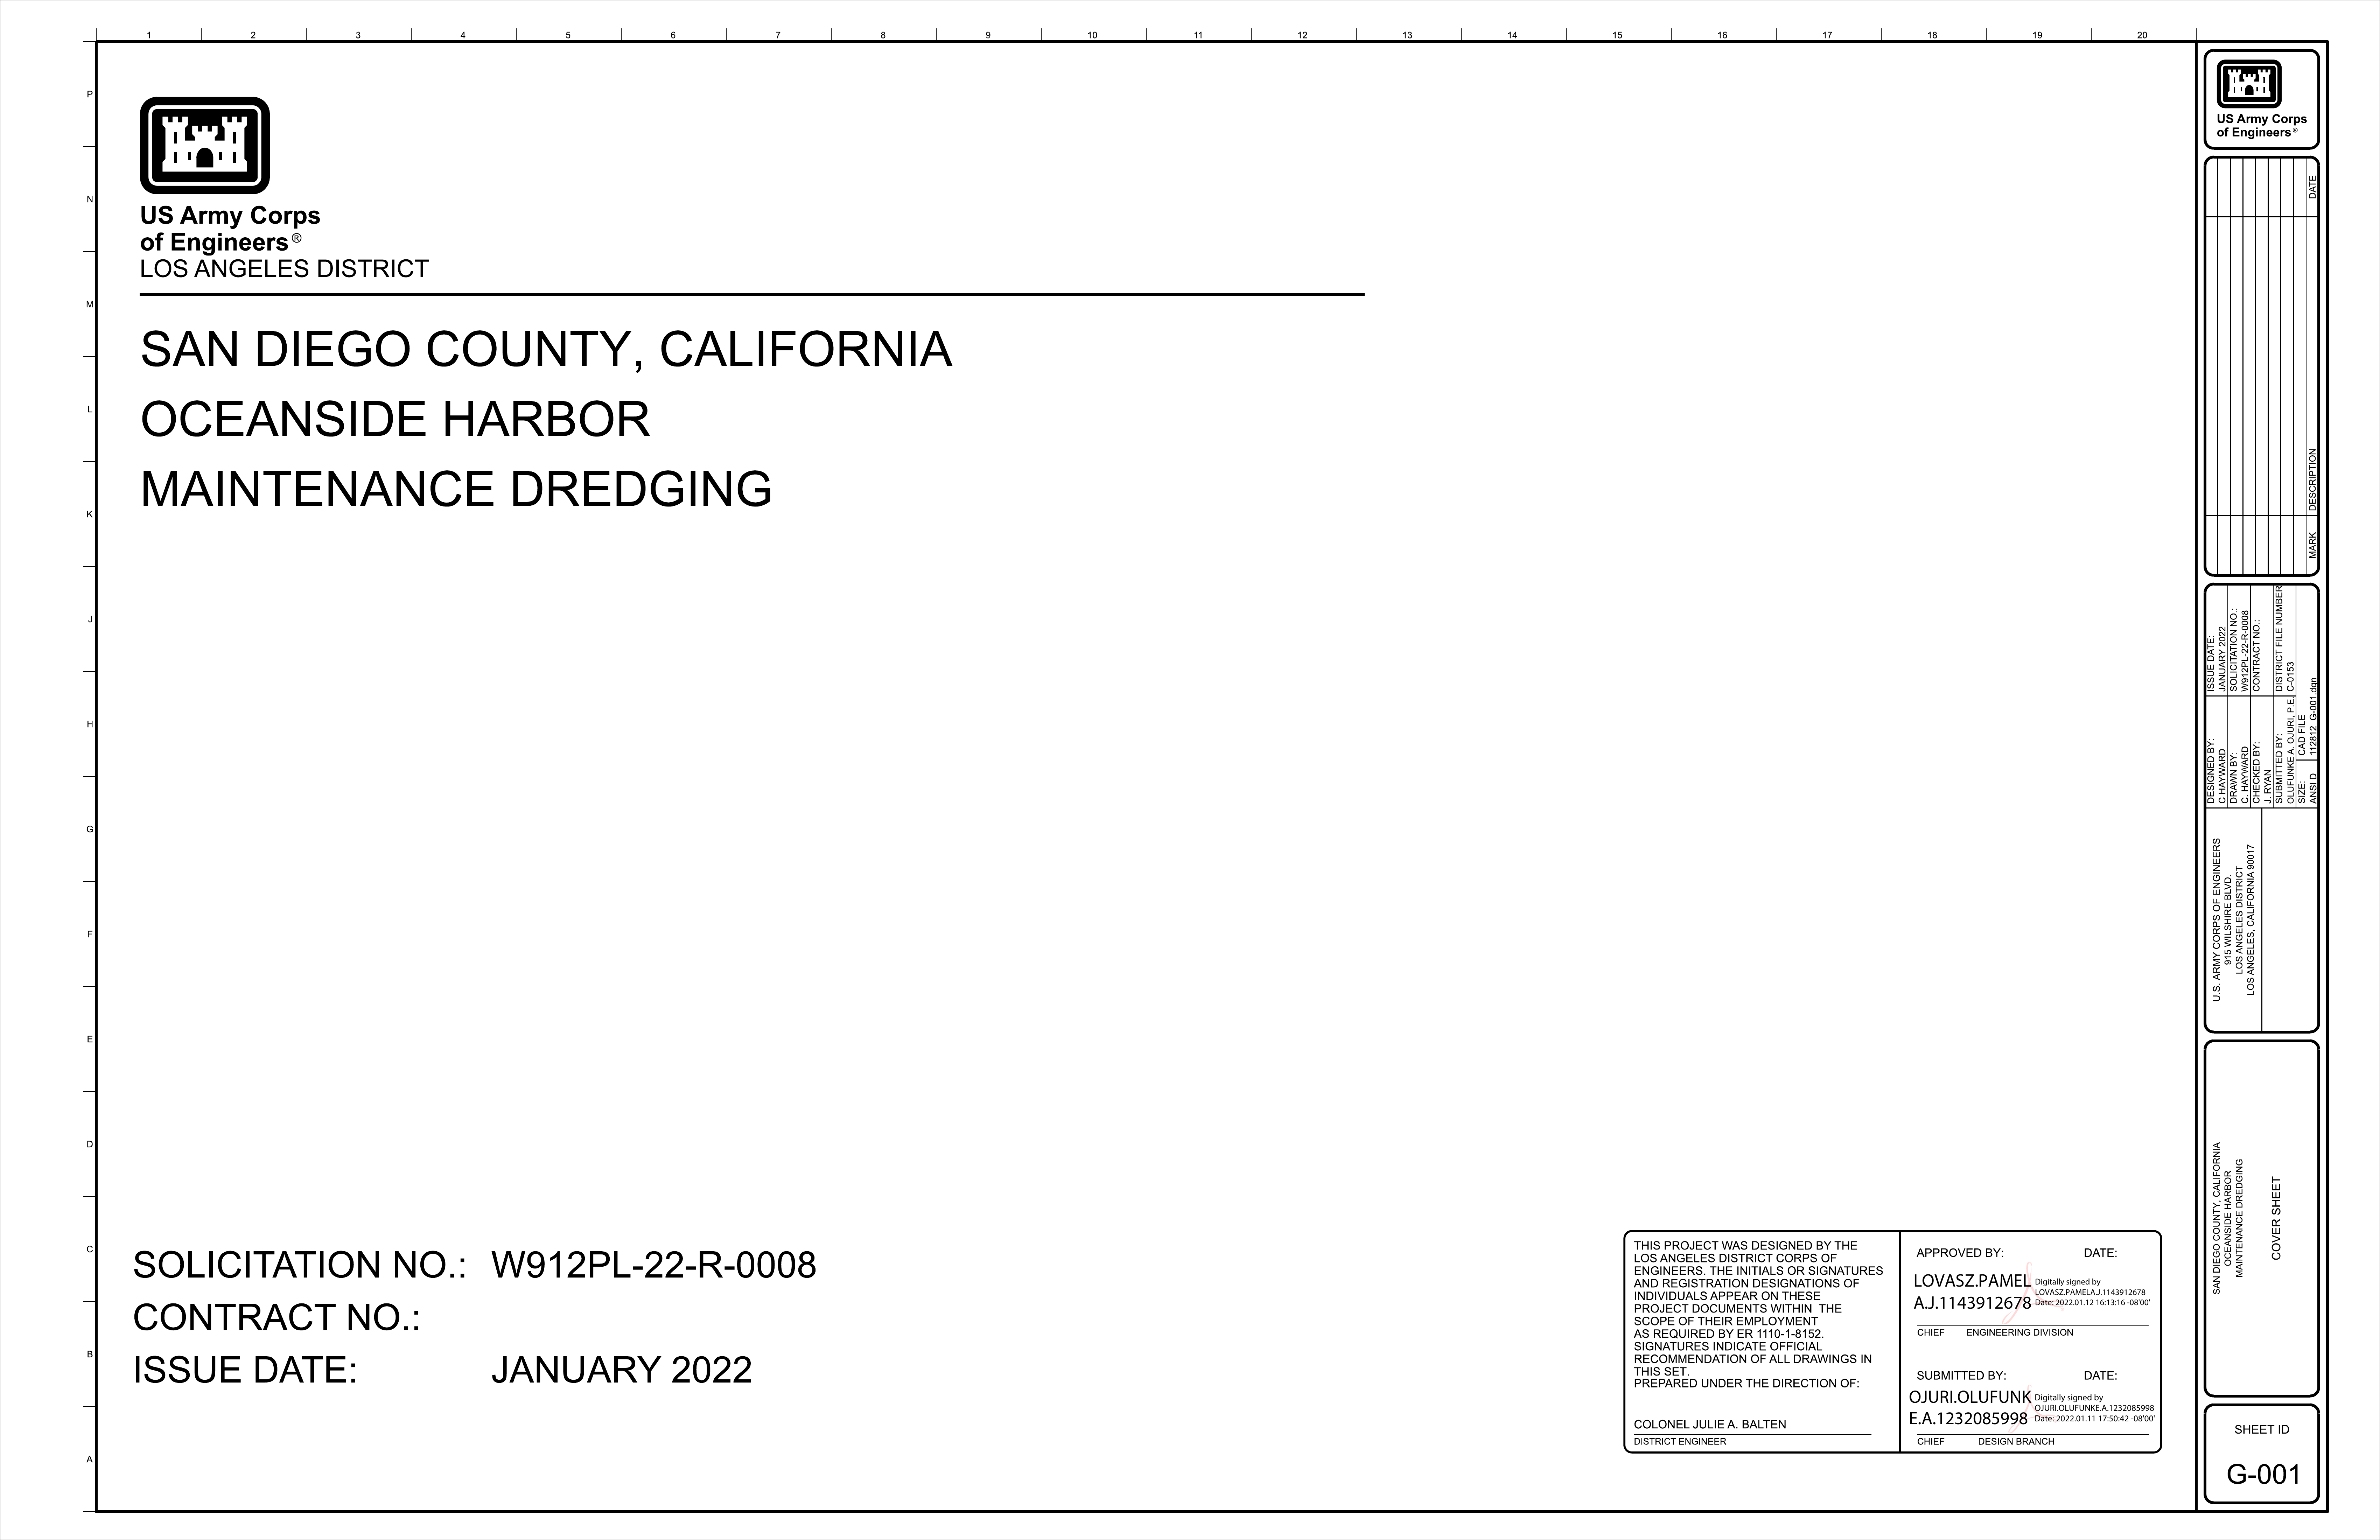 1 2 3 4 5 6 7 8 9 10 11 12 13 14 15 16 17 18 19 20
P
N
M
L
K
J
H
G
F
E
D
C
B
A
US Army Corps
of Engineers®
LOS ANGELES DISTRICT
SAN DIEGO COUNTY, CALIFORNIA
OCEANSIDE HARBOR
MAINTENANCE DREDGING
SOLICITATION NO.: W912PL-22-R-0008
CONTRACT NO.:
ISSUE DATE: JANUARY 2022
THIS PROJECT WAS DESIGNED BY THE
LOS ANGELES DISTRICT CORPS OF
ENGINEERS. THE INITIALS OR SIGNATURES
AND REGISTRATION DESIGNATIONS OF
INDIVIDUALS APPEAR ON THESE
PROJECT DOCUMENTS WITHIN THE
SCOPE OF THEIR EMPLOYMENT
AS REQUIRED BY ER 1110-1-8152.
SIGNATURES INDICATE OFFICIAL
RECOMMENDATION OF ALL DRAWINGS IN
THIS SET.
PREPARED UNDER THE DIRECTION OF:
COLONEL JULIE A. BALTEN
DISTRICT ENGINEER
APPROVED BY: DATE:
LOVASZ.PAMEL
A.J.1143912678
Digitally signed by
LOVASZ.PAMELA.J.1143912678
Date: 2022.01.12 16:13:16 -08'00'
CHIEF ENGINEERING DIVISION
SUBMITTED BY: DATE:
OJURI.OLUFUNK
E.A.1232085998
Digitally signed by
OJURI.OLUFUNKE.A.1232085998
Date: 2022.01.11 17:50:42 -08'00'
CHIEF DESIGN BRANCH
US Army Corps
of Engineers®
MARK DESCRIPTION DATE
DESIGNED BY:
C HAYWARD
DRAWN BY:
C. HAYWARD
CHECKED BY:
J. RYAN
SUBMITTED BY:
OLUFUNKE A. OJURI, P.E.
SIZE:
ANSI D
ISSUE DATE:
JANUARY 2022
SOLICITATION NO.:
W912PL-22-R-0008
CONTRACT NO.:
DISTRICT FILE NUMBER
C-0153
CAD FILE
112812 G-001.dgn
U.S. ARMY CORPS OF ENGINEERS
915 WILSHIRE BLVD.
LOS ANGELES DISTRICT
LOS ANGELES, CALIFORNIA 90017
SAN DIEGO COUNTY, CALIFORNIA
OCEANSIDE HARBOR
MAINTENANCE DREDGING
COVER SHEET
SHEET ID
G-001